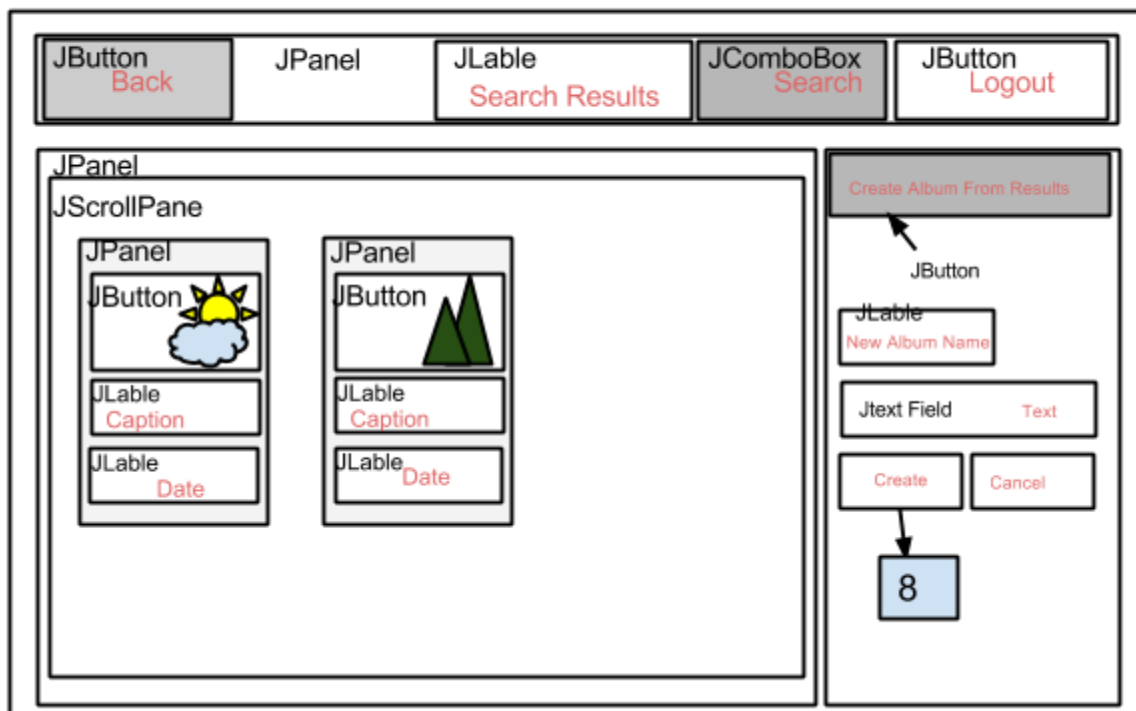 JButton
Back
JPanel
JLable
Search Results
JComboBox
Search
JButton
Logout
JPanel
JScrollPane
JPanel
JButton
JLable
Caption
JLable
Date
JPanel
JButton
JLable
Caption
JLable
Date
Create Album From Results
JButton
JLable
New Album Name
Jtext Field
Text
Create
Cancel
8